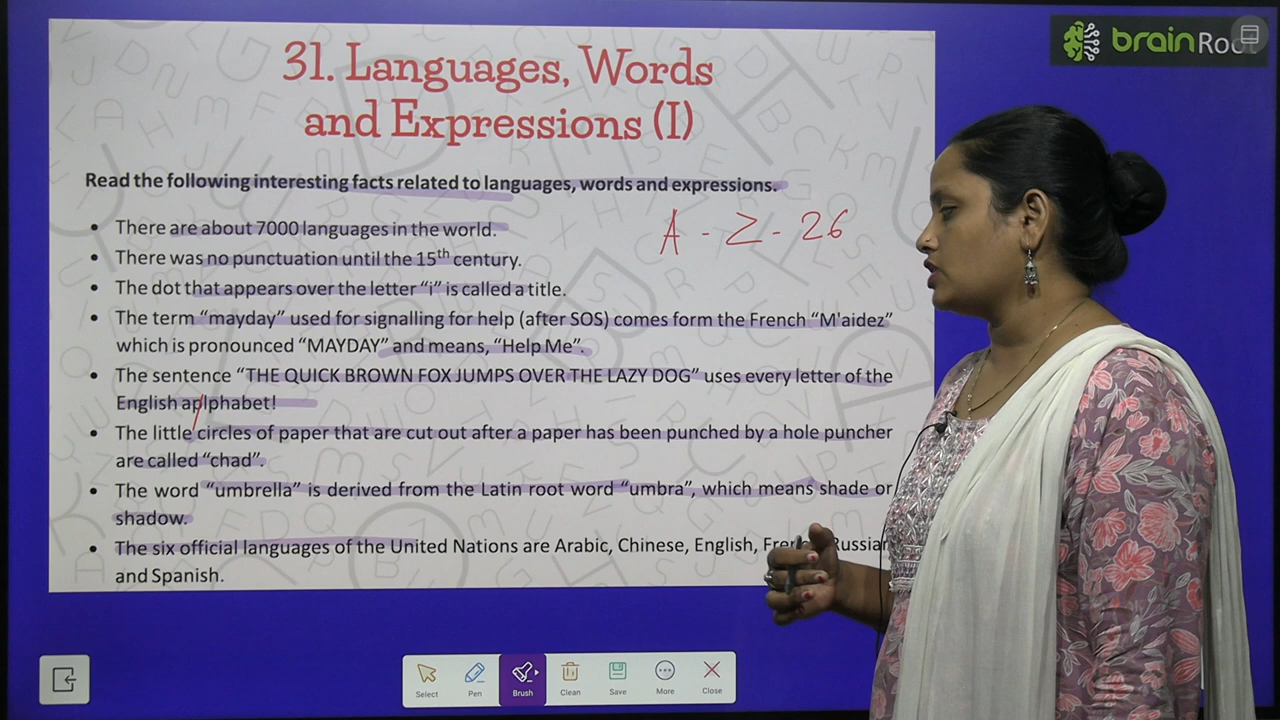 brainRoot
31. Languages, Words
and Expressions (I)
Read the following interesting facts related to languages, words and expressions.
A - Z - 26
• There are about 7000 languages in the world.
• There was no punctuation until the 15th century.
• The dot that appears over the letter “i” is called a title.
• The term “mayday” used for signalling for help (after SOS) comes form the French “M'aidez”
which is pronounced “MAYDAY” and means, “Help Me”.
• The sentence “THE QUICK BROWN FOX JUMPS OVER THE LAZY DOG” uses every letter of the
English aplphabet!
• The little circles of paper that are cut out after a paper has been punched by a hole puncher
are called “chad”.
• The word “umbrella” is derived from the Latin root word “umbra”, which means shade or
shadow.
• The six official languages of the United Nations are Arabic, Chinese, English, French, Russian
and Spanish.
Select Pen Brush Clean Save More Close